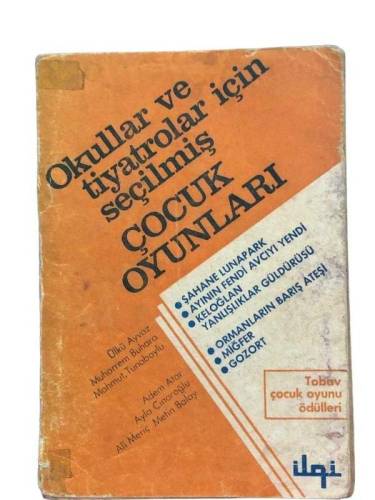 Okullar ve
tiyatrolar için
seçilmiş
ÇOCUK
OYUNLARI
• ŞAHANE LUNAPARK
• AYININ FENDİ AVCIYI YENDİ
• KELOĞLAN
YANLIŞLIKLAR GÜLDÜRÜSÜ
• ORMANLARIN BARIŞ ATEŞİ
• MİĞFER
• GOZORT
Ülkü Ayvaz
Muharrem Buhara
Mahmut Tunaboylu
Adem Atar
Ayla Çınaroğlu
Ali Meriç Metin Balay
Tobav
çocuk oyunu
ödülleri
ilgi